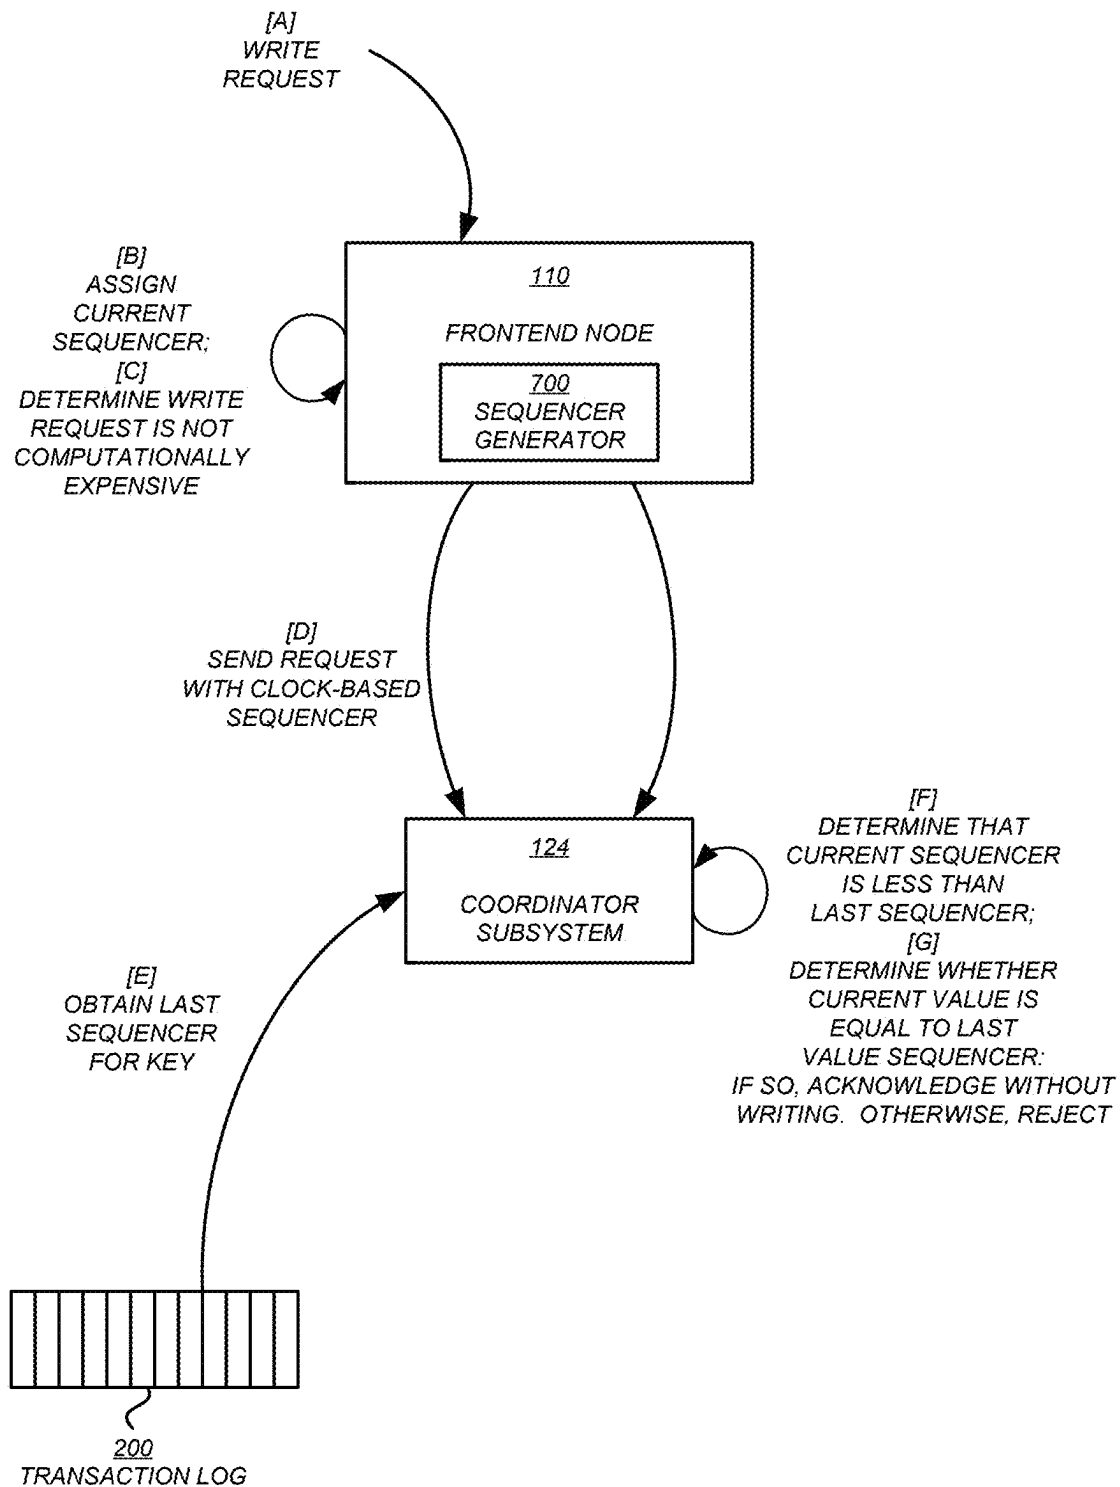 [A]
WRITE
REQUEST
[B]
ASSIGN
CURRENT
SEQUENCER;
[C]
DETERMINE WRITE
REQUEST IS NOT
COMPUTATIONALLY
EXPENSIVE
110
FRONTEND NODE
700
SEQUENCER
GENERATOR
[D]
SEND REQUEST
WITH CLOCK-BASED
SEQUENCER
124
COORDINATOR
SUBSYSTEM
[F]
DETERMINE THAT
CURRENT SEQUENCER
IS LESS THAN
LAST SEQUENCER;
[G]
DETERMINE WHETHER
CURRENT VALUE IS
EQUAL TO LAST
VALUE SEQUENCER:
IF SO, ACKNOWLEDGE WITHOUT
WRITING. OTHERWISE, REJECT
[E]
OBTAIN LAST
SEQUENCER
FOR KEY
200
TRANSACTION LOG